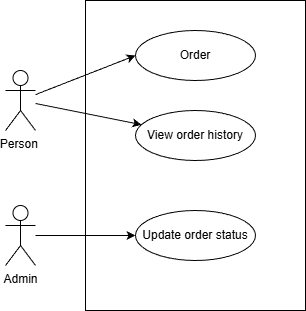 Order
View order history
Person
Update order status
Admin